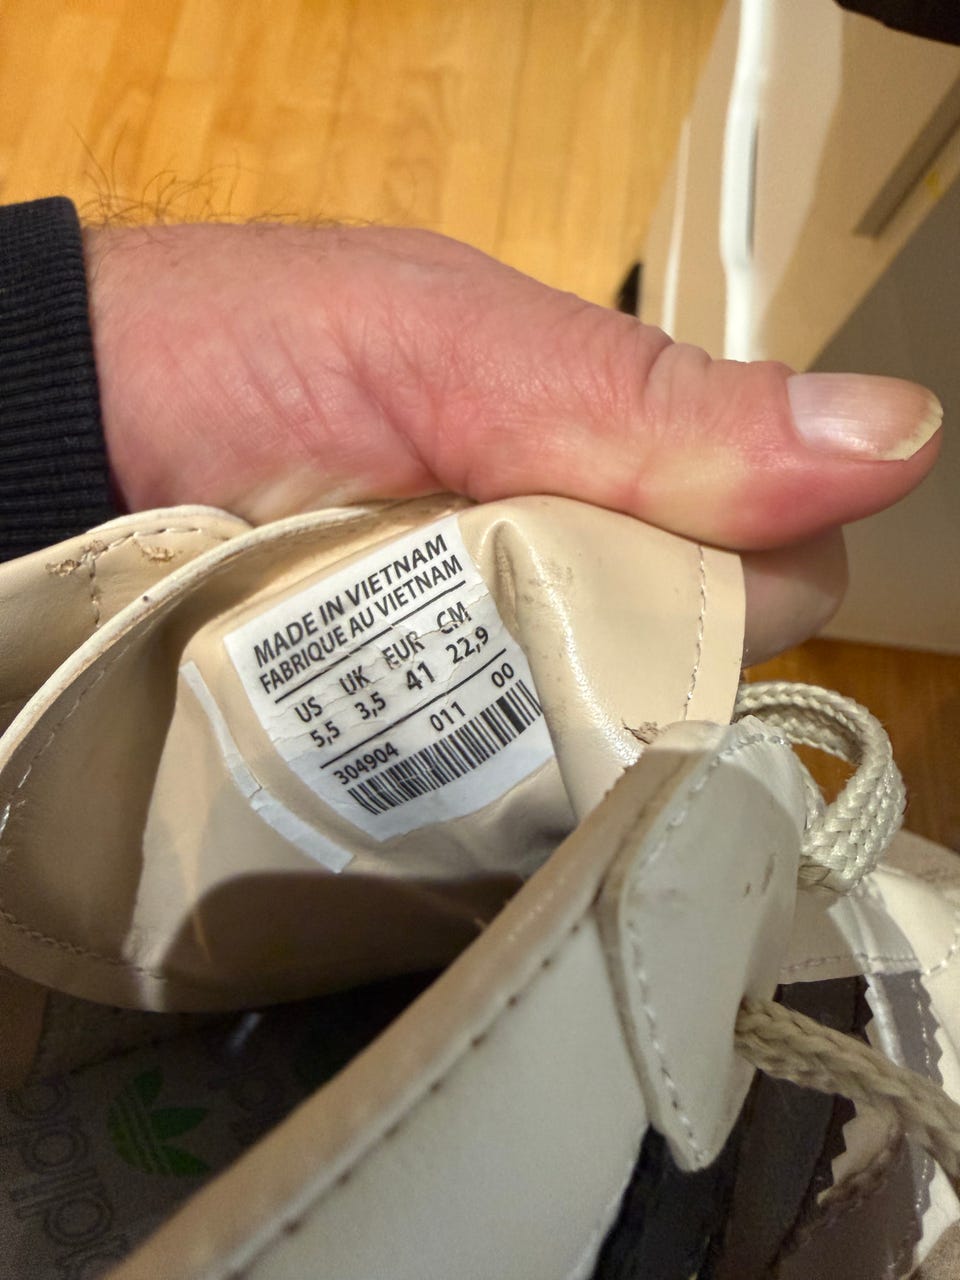 MADE IN VIETNAM
FABRIQUE AU VIETNAM
US UK EUR CM
5,5 3,5 41 22,9
304904 011 00